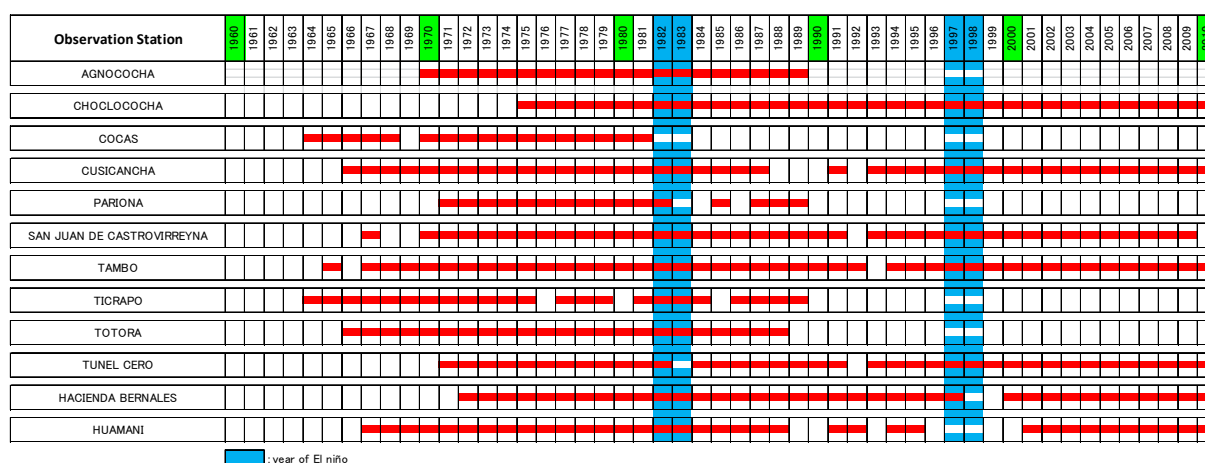 Observation Station 1960 1961 1962 1963 1964 1965 1966 1967 1968 1969 1970 1971 1972 1973 1974 1975 1976 1977 1978 1979 1980 1981 1982 1983 1984 1985 1986 1987 1988 1989 1990 1991 1992 1993 1994 1995 1996 1997 1998 1999 2000 2001 2002 2003 2004 2005 2006 2007 2008 2009
AGNOCOCHA
CHOCLOCOCHA
COCAS
CUSICANCHA
PARIONA
SAN JUAN DE CASTROVIRREYNA
TAMBO
TICRAPO
TOTORA
TUNEL CERO
HACIENDA BERNALES
HUAMANI
: year of El niño